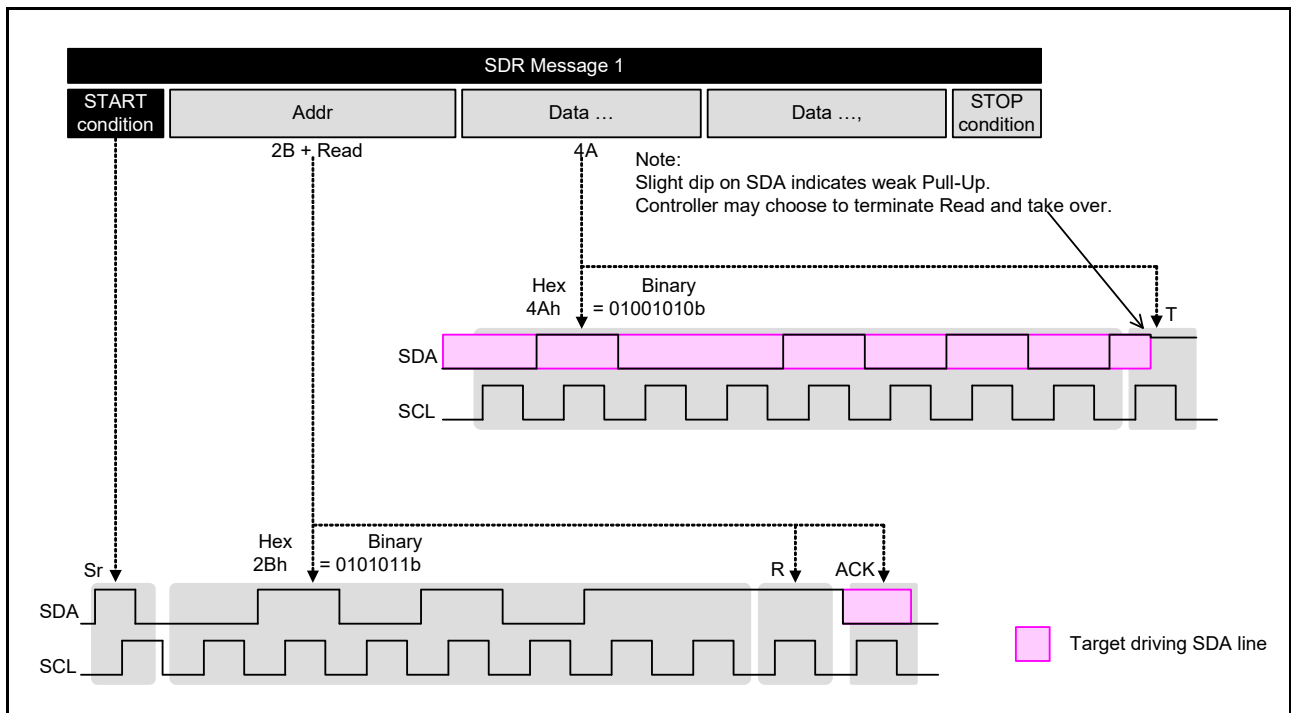 SDR Message 1
START
condition
Addr
Data …
Data …,
STOP
condition
2B + Read
4A
Note:
Slight dip on SDA indicates weak Pull-Up.
Controller may choose to terminate Read and take over.
Hex
Binary
4Ah
= 01001010b
T
SDA
SCL
Hex
Binary
2Bh
= 0101011b
Sr
R
ACK
SDA
SCL
Target driving SDA line